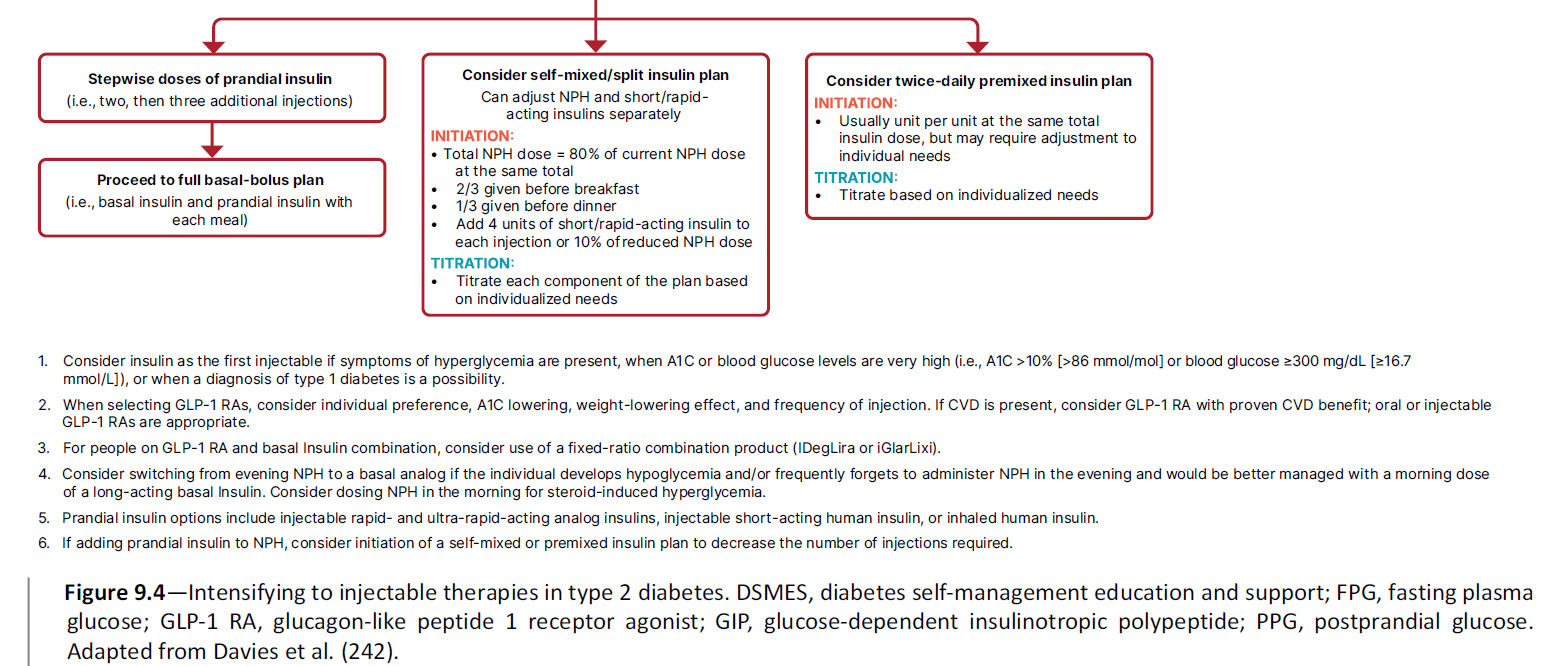 Stepwise doses of prandial insulin
(i.e., two, then three additional injections)
Proceed to full basal-bolus plan
(i.e., basal insulin and prandial insulin with
each meal)
Consider self-mixed/split insulin plan
Can adjust NPH and short/rapid-
acting insulins separately
INITIATION:
• Total NPH dose = 80% of current NPH dose
at the same total
• 2/3 given before breakfast
• 1/3 given before dinner
• Add 4 units of short/rapid-acting insulin to
each injection or 10% of reduced NPH dose
TITRATION:
• Titrate each component of the plan based
on individualized needs
Consider twice-daily premixed insulin plan
INITIATION:
• Usually unit per unit at the same total
insulin dose, but may require adjustment to
individual needs
TITRATION:
• Titrate based on individualized needs
1. Consider insulin as the first injectable if symptoms of hyperglycemia are present, when A1C or blood glucose levels are very high (i.e., A1C >10% [>86 mmol/mol] or blood glucose ≥300 mg/dL [≥16.7
mmol/L]), or when a diagnosis of type 1 diabetes is a possibility.
2. When selecting GLP-1 RAs, consider individual preference, A1C lowering, weight-lowering effect, and frequency of injection. If CVD is present, consider GLP-1 RA with proven CVD benefit; oral or injectable
GLP-1 RAs are appropriate.
3. For people on GLP-1 RA and basal Insulin combination, consider use of a fixed-ratio combination product (IDegLira or iGlarLixi).
4. Consider switching from evening NPH to a basal analog if the individual develops hypoglycemia and/or frequently forgets to administer NPH in the evening and would be better managed with a morning dose
of a long-acting basal Insulin. Consider dosing NPH in the morning for steroid-induced hyperglycemia.
5. Prandial insulin options include injectable rapid- and ultra-rapid-acting analog insulins, injectable short-acting human insulin, or inhaled human insulin.
6. If adding prandial insulin to NPH, consider initiation of a self-mixed or premixed insulin plan to decrease the number of injections required.
Figure 9.4—Intensifying to injectable therapies in type 2 diabetes. DSMES, diabetes self-management education and support; FPG, fasting plasma
glucose; GLP-1 RA, glucagon-like peptide 1 receptor agonist; GIP, glucose-dependent insulinotropic polypeptide; PPG, postprandial glucose.
Adapted from Davies et al. (242).